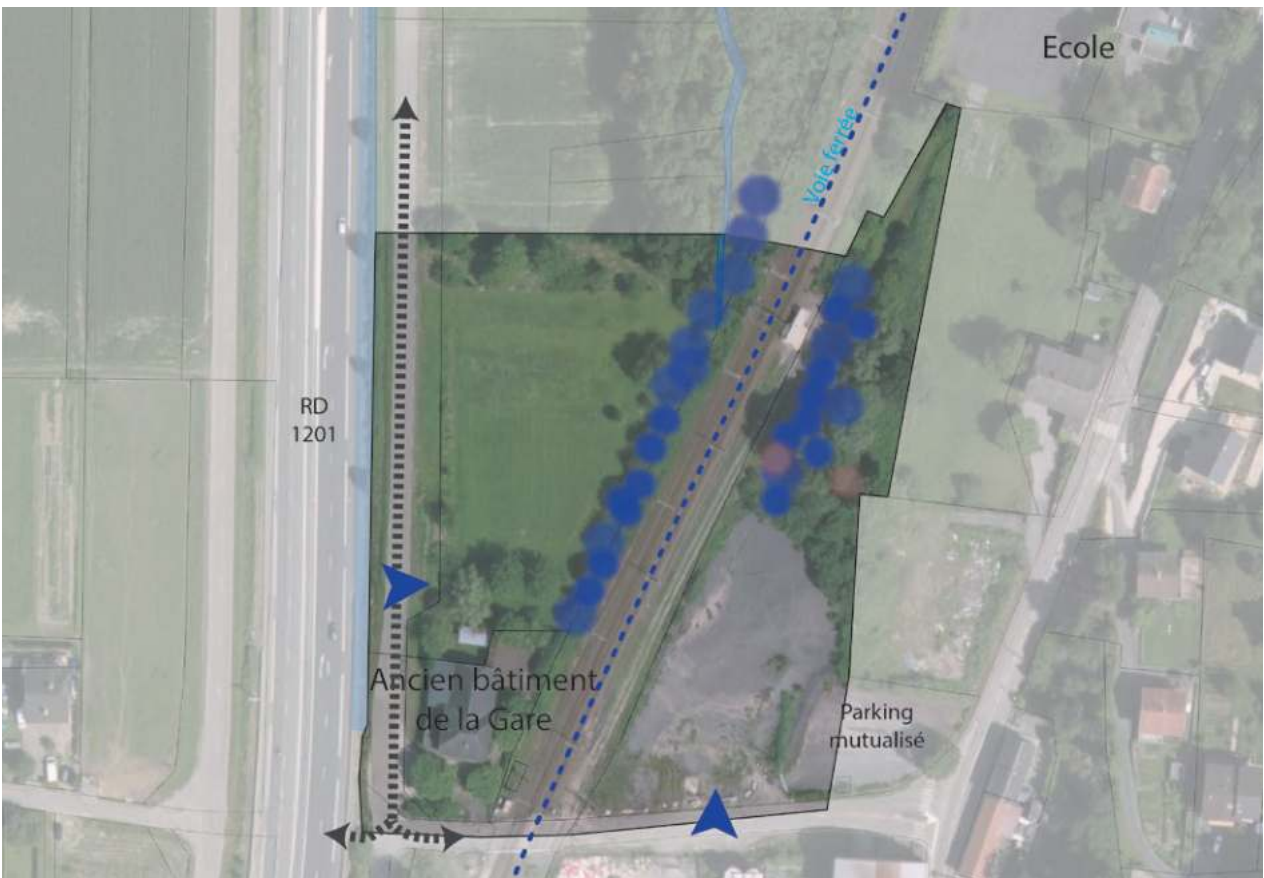 Ecole
Voie ferrée
RD
1201
Ancien bâtiment
de la Gare
Parking
mutualisé